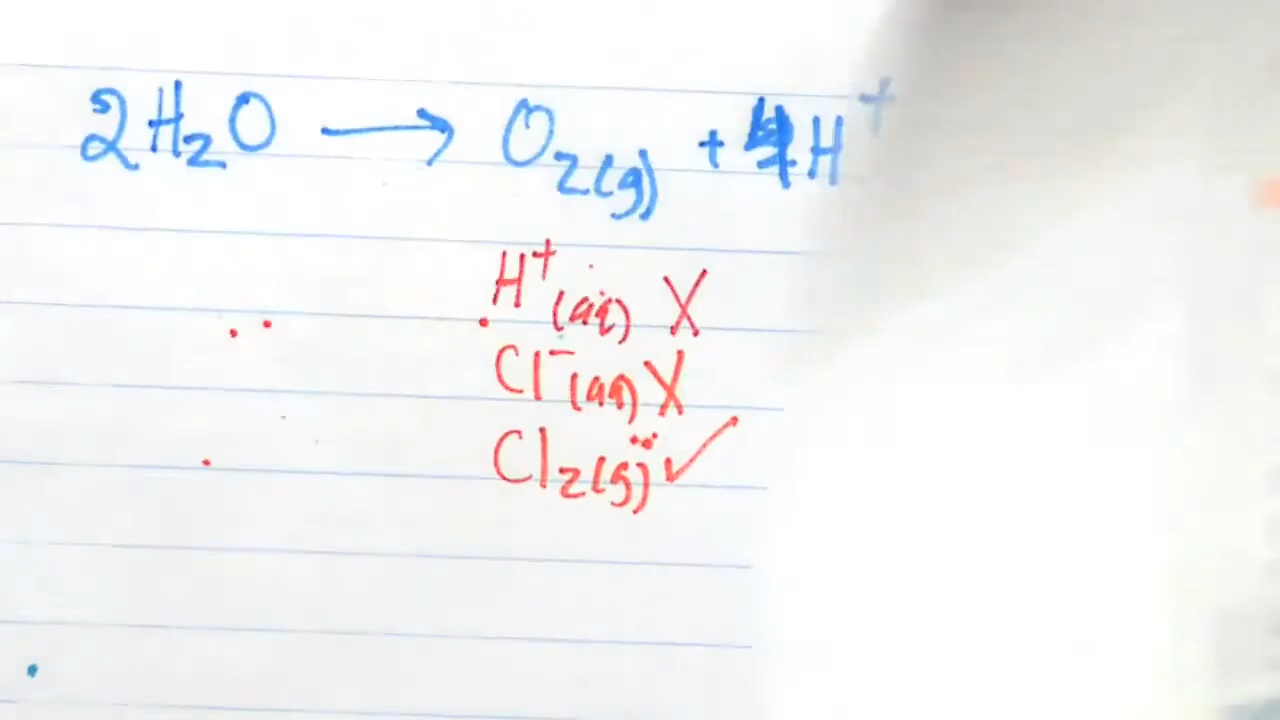 2H₂O → O₂(g) + 4H⁺
H⁺(aq) X
Cl⁻(aq) X
Cl₂(g) ✓